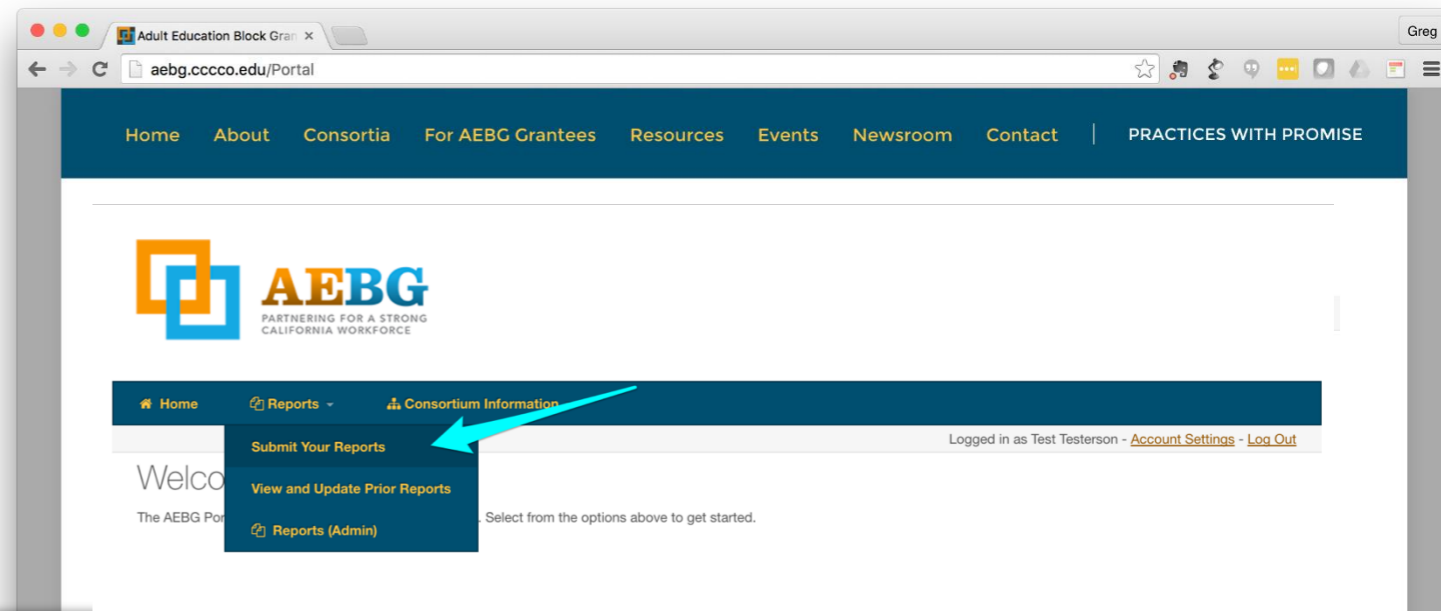 Adult Education Block Gran
Greg
aebg.cccco.edu/Portal
Home About Consortia For AEBG Grantees Resources Events Newsroom Contact | PRACTICES WITH PROMISE
AEBG
PARTNERING FOR A STRONG
CALIFORNIA WORKFORCE
Home Reports Consortium Information
Logged in as Test Testerson - Account Settings - Log Out
Submit Your Reports
Welco
View and Update Prior Reports
The AEBG Por . Select from the options above to get started.
Reports (Admin)